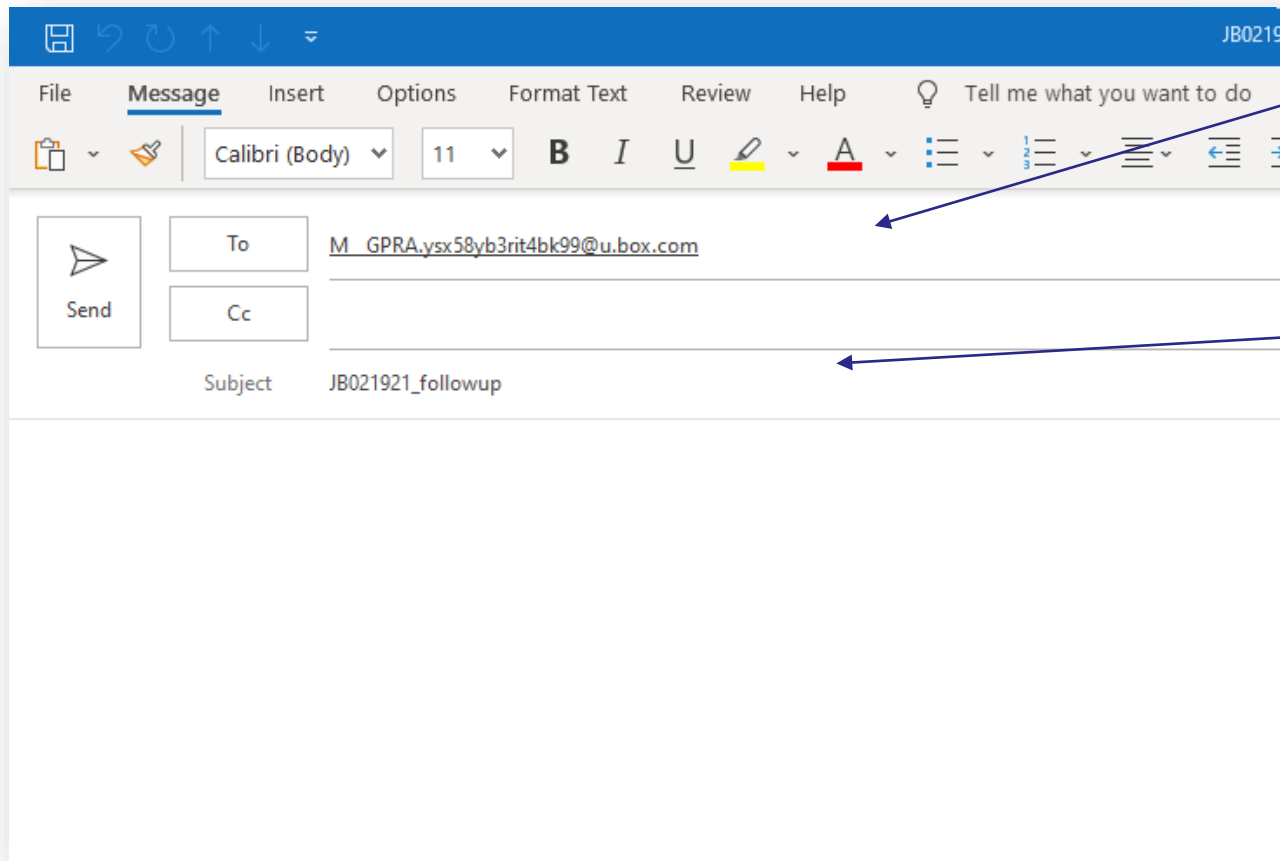 JB0219
File Message Insert Options Format Text Review Help Tell me what you want to do
Calibri (Body) 11 B I U A
To M__GPRA.ysx58yb3rit4bk99@u.box.com
Send Cc
Subject JB021921_followup